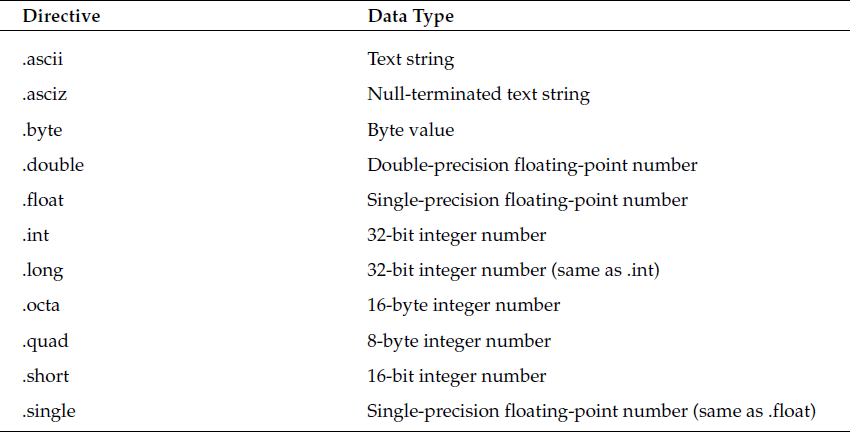 Directive Data Type
.ascii Text string
.asciz Null-terminated text string
.byte Byte value
.double Double-precision floating-point number
.float Single-precision floating-point number
.int 32-bit integer number
.long 32-bit integer number (same as .int)
.octa 16-byte integer number
.quad 8-byte integer number
.short 16-bit integer number
.single Single-precision floating-point number (same as .float)